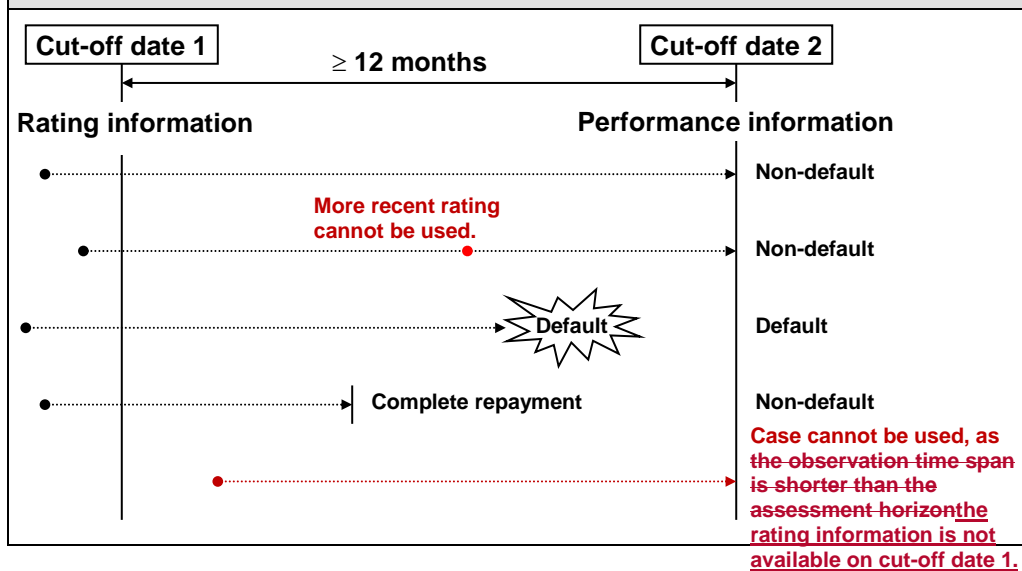 Cut-off date 1
Cut-off date 2
≥ 12 months
Rating information
Performance information
Non-default
More recent rating
cannot be used.
Non-default
Default
Default
Complete repayment
Non-default
Case cannot be used, as
the observation time span
is shorter than the
assessment horizonthe
rating information is not
available on cut-off date 1.